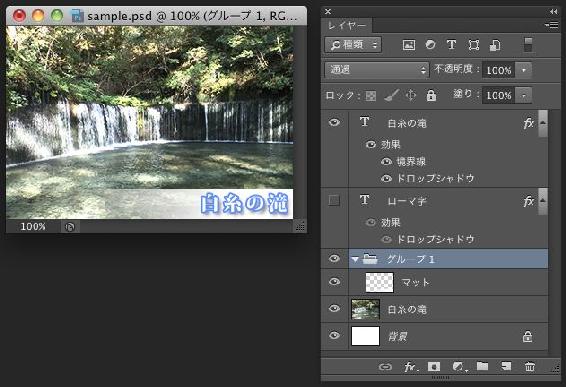 sample.psd @ 100% (グループ 1, RG...
白糸の滝
100%
レイヤー
種類
通過
不透明度: 100%
ロック:
塗り: 100%
T 白糸の滝 fx
効果
境界線
ドロップシャドウ
T ローマ字 fx
効果
ドロップシャドウ
グループ 1
マット
白糸の滝
背景
fx.